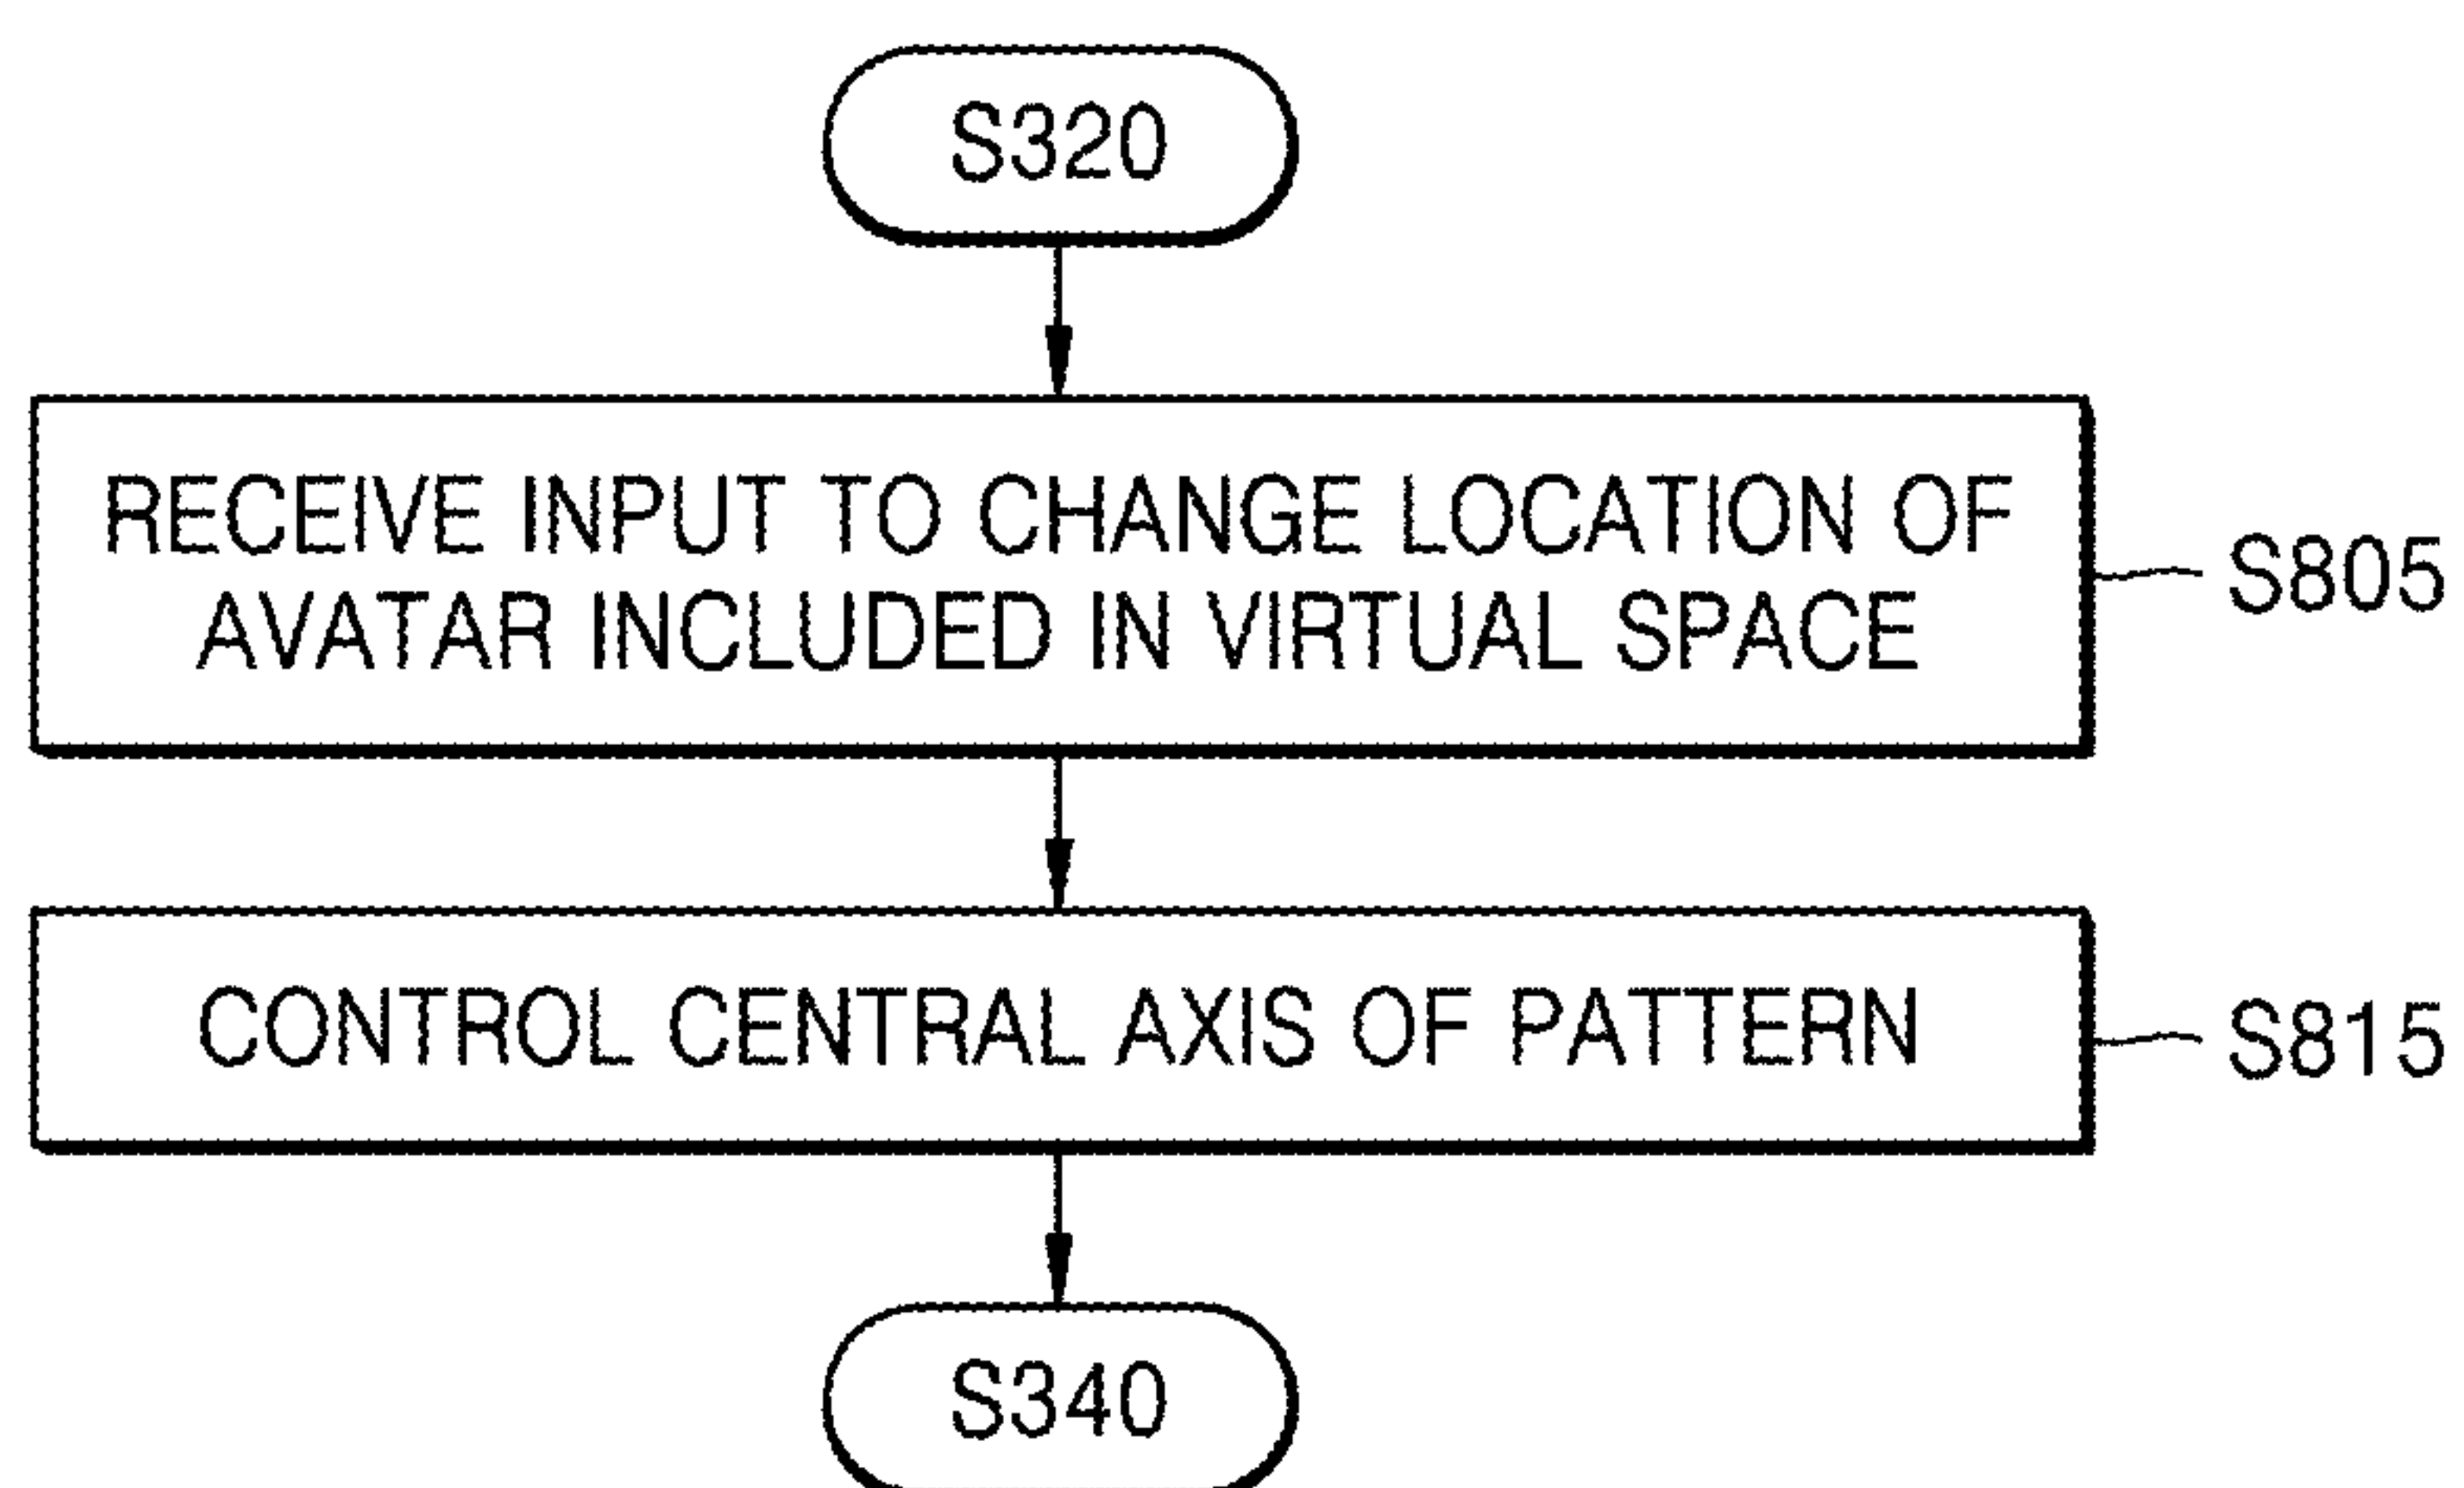 S320
RECEIVE INPUT TO CHANGE LOCATION OF
AVATAR INCLUDED IN VIRTUAL SPACE
S805
CONTROL CENTRAL AXIS OF PATTERN
S815
S340